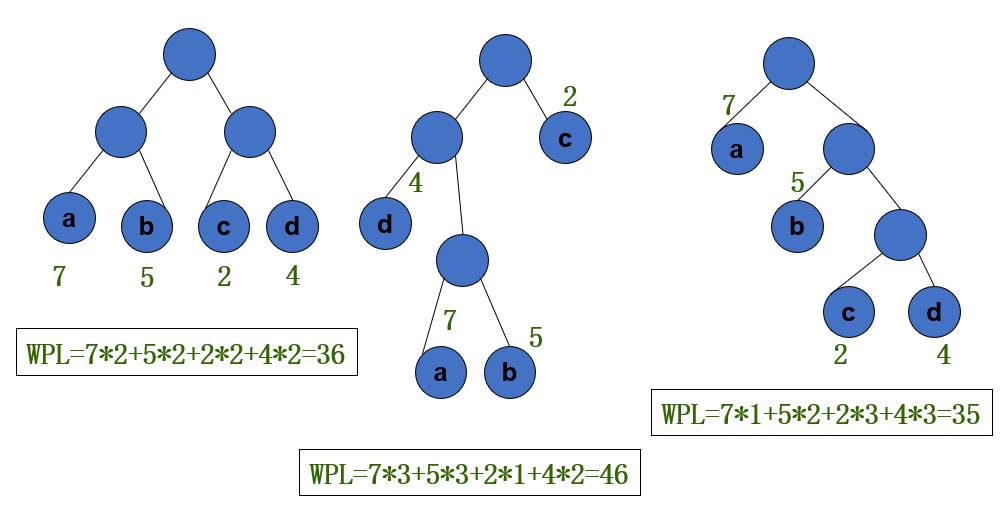 a
b
c
d
7
5
2
4
WPL=7*2+5*2+2*2+4*2=36
2
c
4
d
7
5
a
b
WPL=7*3+5*3+2*1+4*2=46
7
a
5
b
c
d
2
4
WPL=7*1+5*2+2*3+4*3=35